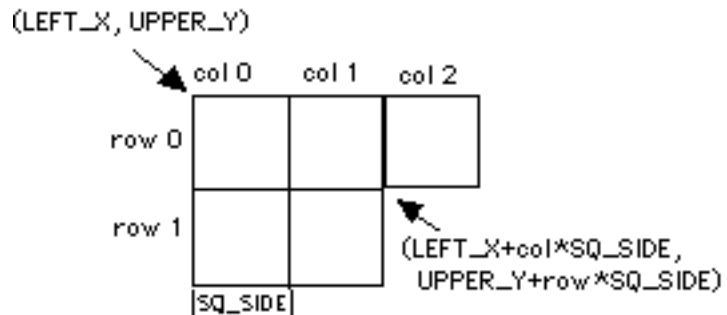 (LEFT_X, UPPER_Y)
col 0 col 1 col 2
row 0
row 1
(LEFT_X+col*SQ_SIDE,
UPPER_Y+row*SQ_SIDE)
|SQ_SIDE|